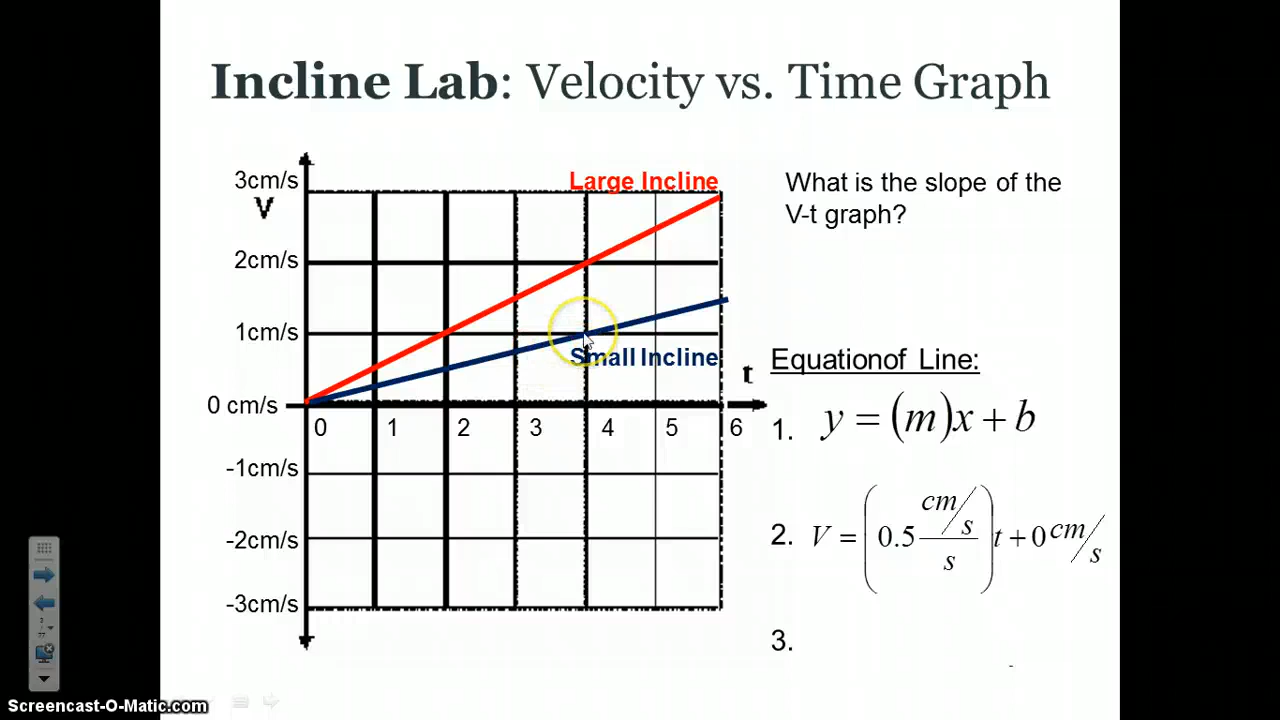 Incline Lab: Velocity vs. Time Graph
3cm/s
V
2cm/s
1cm/s
0 cm/s
-1cm/s
-2cm/s
-3cm/s
Large Incline
Small Incline
t
0 1 2 3 4 5 6
What is the slope of the
V-t graph?
Equationof Line:
1. y = (m)x + b
2. V = (0.5 cm/s / s) t + 0 cm/s
3.
Screencast-O-Matic.com